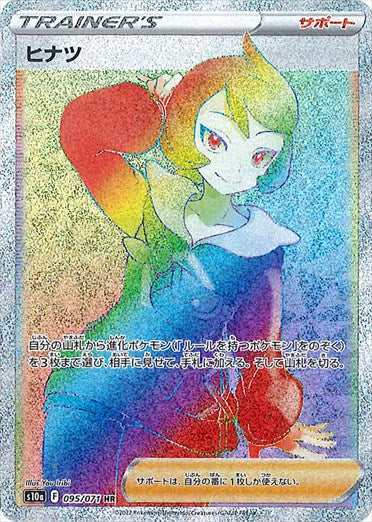 TRAINER'S サポート
ヒナツ
自分の山札から進化ポケモン(「ルールを持つポケモン」をのぞく)
を3枚まで選び、相手に見せて、手札に加える。そして山札を切る。
Illus. You Iribi
s10a F 095/071 HR
サポートは、自分の番に1枚しか使えない。
©2022 Pokémon/Nintendo/Creatures/GAME FREAK